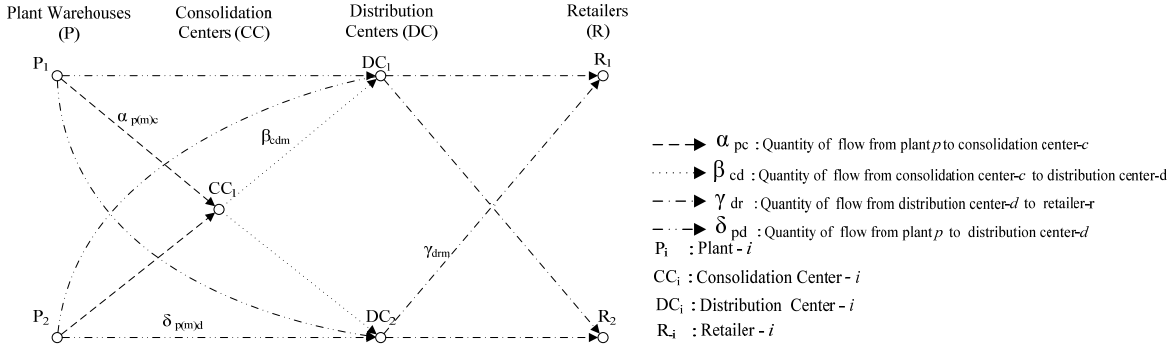 Plant Warehouses (P)
Consolidation Centers (CC)
Distribution Centers (DC)
Retailers (R)
P1
DC1
R1
α p(m)c
βcdm
CC1
γdrm
P2
δ p(m)d
DC2
R2
α pc : Quantity of flow from plant p to consolidation center-c
β cd : Quantity of flow from consolidation center-c to distribution center-d
γ dr : Quantity of flow from distribution center-d to retailer-r
δ pd : Quantity of flow from plant p to distribution center-d
Pi : Plant- i
CCi : Consolidation Center - i
DCi : Distribution Center - i
Ri : Retailer - i